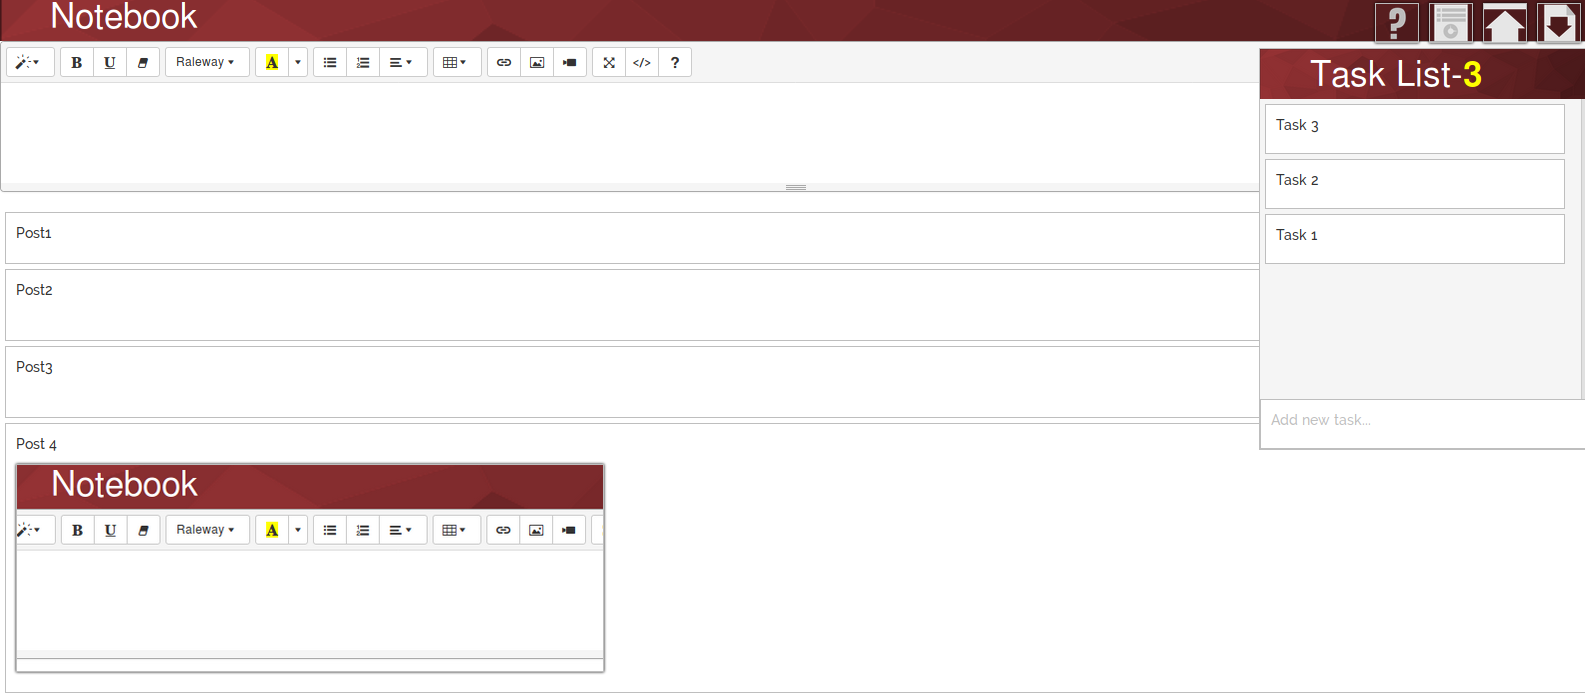 Notebook
B U Raleway A </> ?
Task List-3
Task 3
Task 2
Task 1
Add new task...
Post1
Post2
Post3
Post 4
Notebook
B U Raleway A